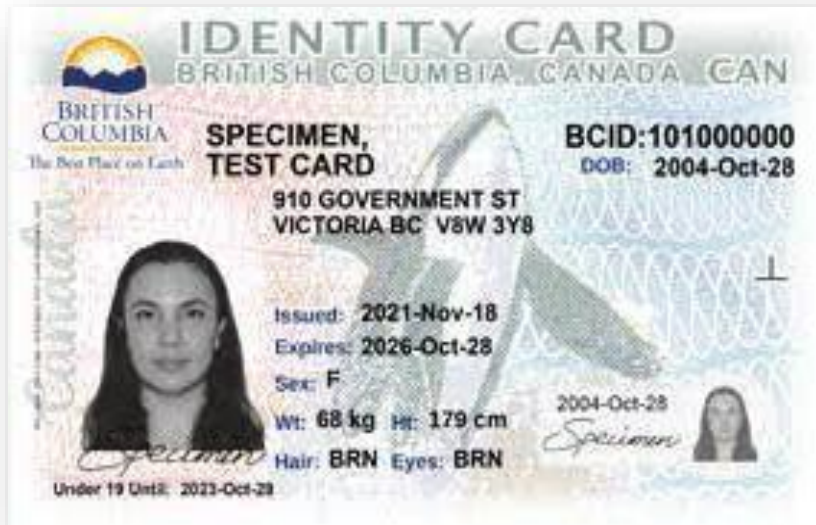 IDENTITY CARD
BRITISH COLUMBIA, CANADA CAN
BRITISH
COLUMBIA
The Best Place on Earth
SPECIMEN,
TEST CARD
BCID:101000000
DOB: 2004-Oct-28
910 GOVERNMENT ST
VICTORIA BC V8W 3Y8
Canada
Issued: 2021-Nov-18
Expires: 2026-Oct-28
Sex: F
Wt: 68 kg Ht: 179 cm
Hair: BRN Eyes: BRN
2004-Oct-28
Specimen
Specimen
Under 19 Until: 2023-Oct-28